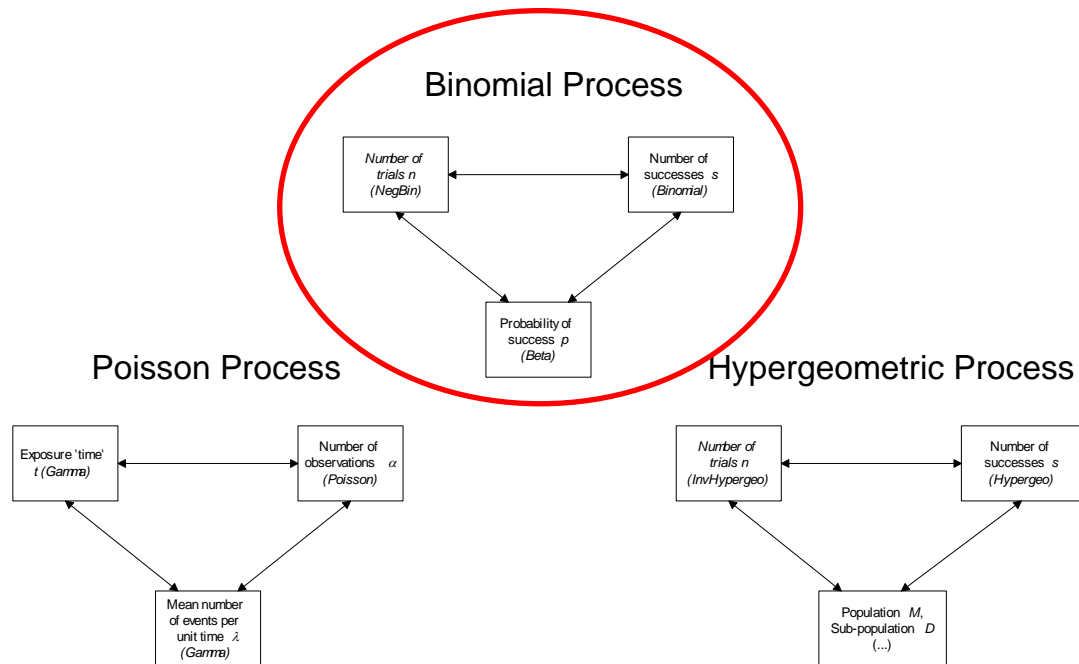 Binomial Process
Number of
trials n
(NegBin)
Number of
successes s
(Binomial)
Probability of
success p
(Beta)
Poisson Process
Hypergeometric Process
Exposure 'time'
t (Gamma)
Number of
observations α
(Poisson)
Mean number
of events per
unit time λ
(Gamma)
Number of
trials n
(InvHypergeo)
Number of
successes s
(Hypergeo)
Population M,
Sub-population D
(...)